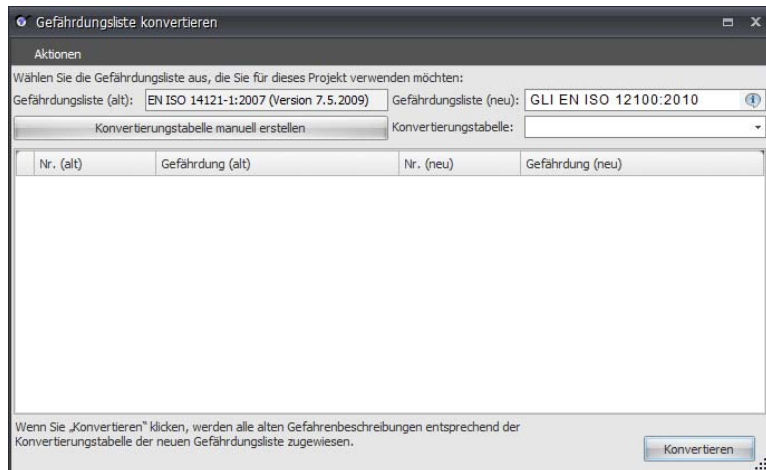 Gefährdungsliste konvertieren
Aktionen
Wählen Sie die Gefährdungsliste aus, die Sie für dieses Projekt verwenden möchten:
Gefährdungsliste (alt): EN ISO 14121-1:2007 (Version 7.5.2009) Gefährdungsliste (neu): GLI EN ISO 12100:2010
Konvertierungstabelle manuell erstellen Konvertierungstabelle:
Nr. (alt) Gefährdung (alt) Nr. (neu) Gefährdung (neu)
Wenn Sie „Konvertieren“ klicken, werden alle alten Gefahrenbeschreibungen entsprechend der
Konvertierungstabelle der neuen Gefährdungsliste zugewiesen.
Konvertieren